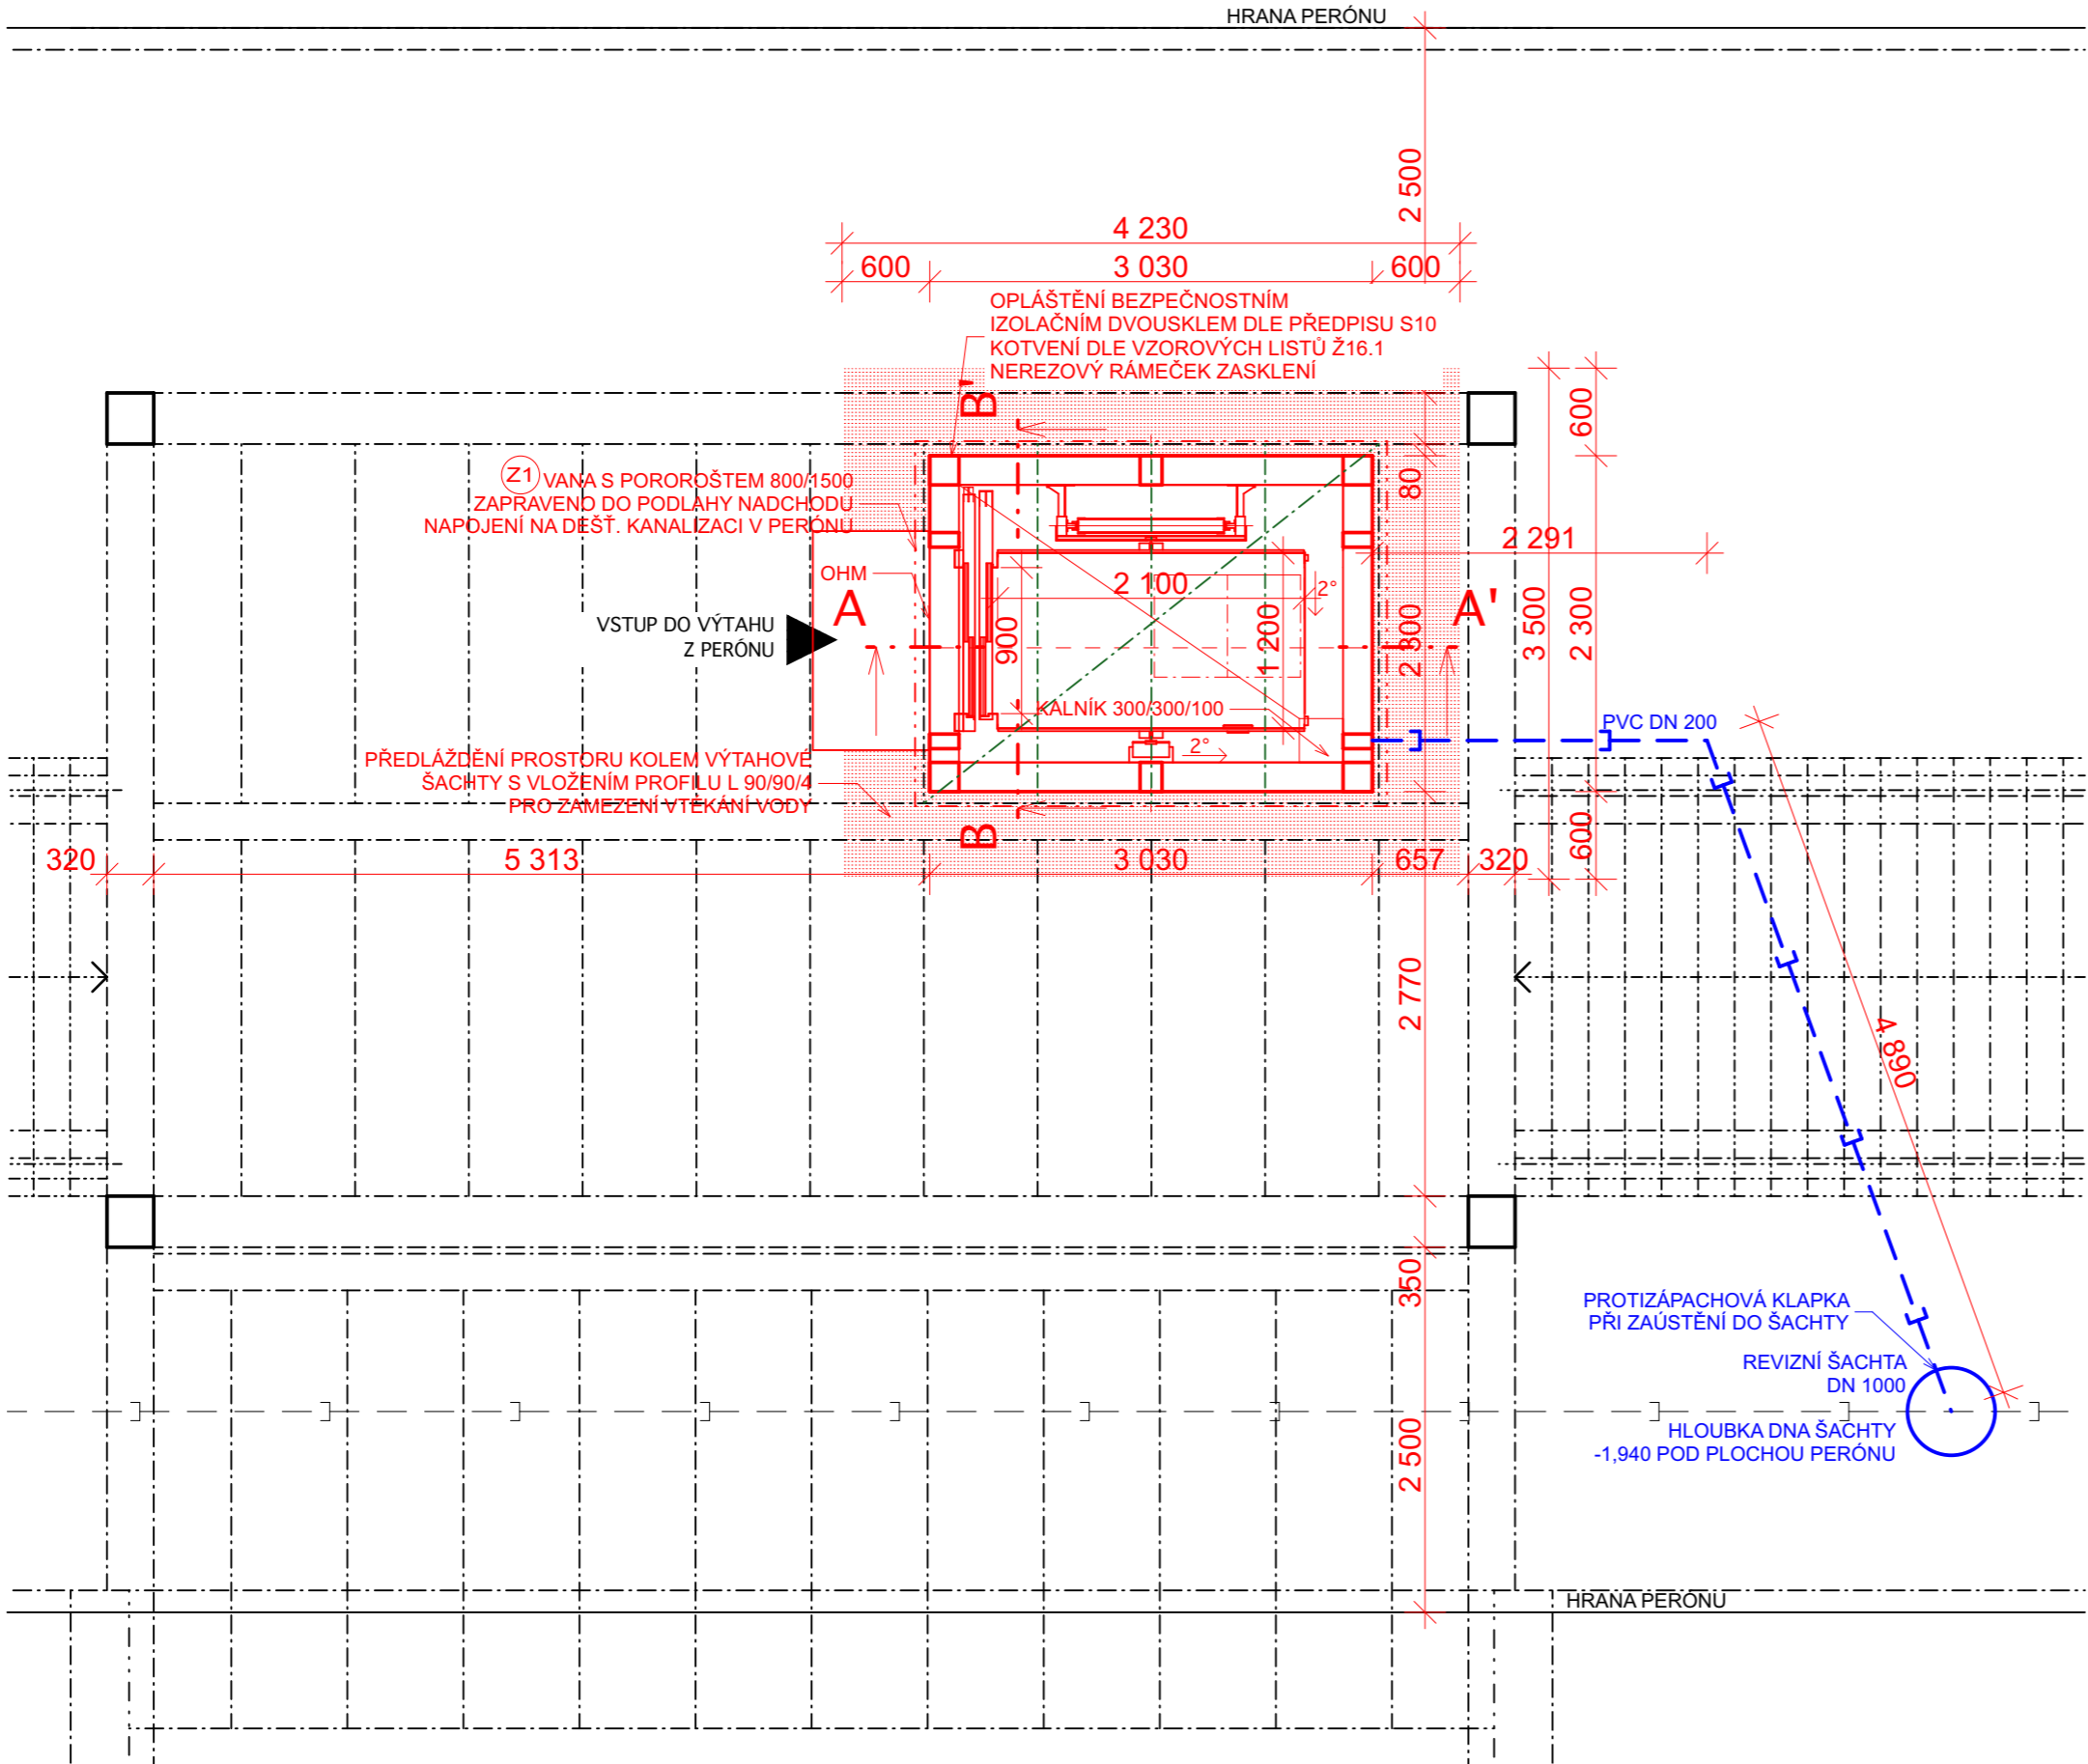 HRANA PERÓNU
2 500
4 230
600
3 030
600
OPLÁŠTĚNÍ BEZPEČNOSTNÍM
IZOLAČNÍM DVOUSKLEM DLE PŘEDPISU S10
KOTVENÍ DLE VZOROVÝCH LISTŮ Ž16.1
NEREZOVÝ RÁMEČEK ZASKLENÍ
B'
600
Z1 VANA S POROROŠTEM 800/1500
ZAPRAVENO DO PODLAHY NADCHODU
NAPOJENÍ NA DEŠŤ. KANALIZACI V PERÓNU
80
2 291
OHM
2 100
2°
A
A'
VSTUP DO VÝTAHU
Z PERÓNU
900
1 200
2 300
3 500
2 300
KALNÍK 300/300/100
PVC DN 200
2°
PŘEDLÁŽDĚNÍ PROSTORU KOLEM VÝTAHOVÉ
ŠACHTY S VLOŽENÍM PROFILU L 90/90/4
PRO ZAMEZENÍ VTÉKÁNÍ VODY
B
600
320
5 313
3 030
657
320
2 770
4 890
350
PROTIZÁPACHOVÁ KLAPKA
PŘI ZAÚSTĚNÍ DO ŠACHTY
REVIZNÍ ŠACHTA
DN 1000
HLOUBKA DNA ŠACHTY
-1,940 POD PLOCHOU PERÓNU
2 500
HRANA PERÓNU